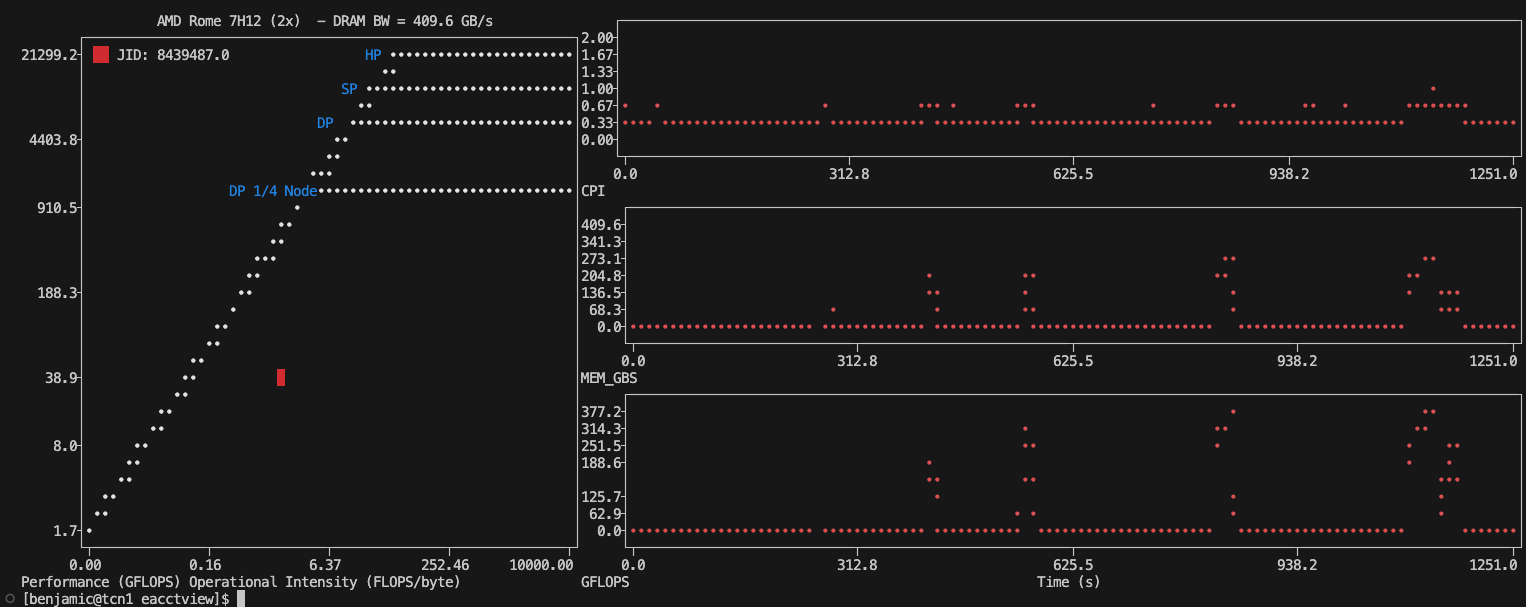 AMD Rome 7H12 (2x)  — DRAM BW = 409.6 GB/s
21299.2
JID: 8439487.0
HP
SP
DP
4403.8
DP 1/4 Node
910.5
188.3
38.9
8.0
1.7
0.00 0.16 6.37 252.46 10000.00
Performance (GFLOPS) Operational Intensity (FLOPS/byte)
2.00
1.67
1.33
1.00
0.67
0.33
0.00
0.0 312.8 625.5 938.2 1251.0
CPI
409.6
341.3
273.1
204.8
136.5
68.3
0.0
0.0 312.8 625.5 938.2 1251.0
MEM_GBS
377.2
314.3
251.5
188.6
125.7
62.9
0.0
0.0 312.8 625.5 938.2 1251.0
GFLOPS Time (s)
[benjamic@tcn1 eacctview]$